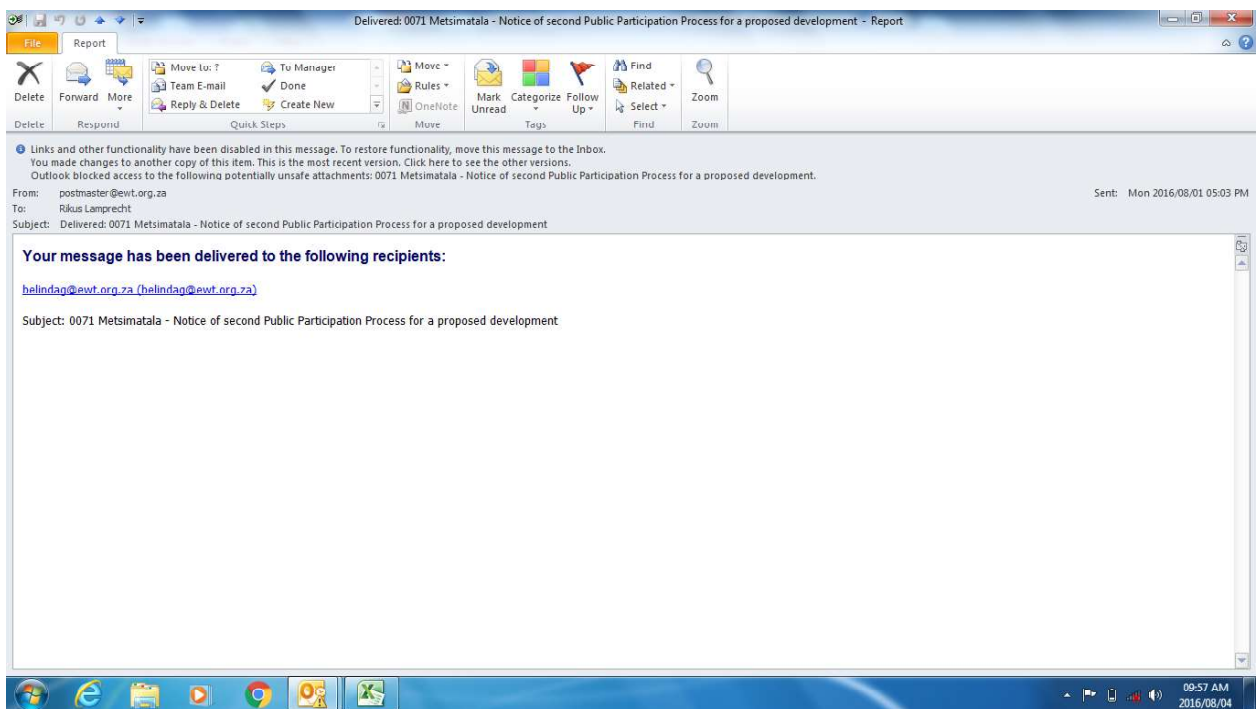 Delivered: 0071 Metsimatala - Notice of second Public Participation Process for a proposed development - Report
File Report
Delete
Forward
More
Move to: ?
To Manager
Team E-mail
Done
Reply & Delete
Create New
Move
Rules
OneNote
Mark Unread
Categorize
Follow Up
Find
Related
Select
Zoom
Delete Respond Quick Steps Move Tags Find Zoom
Links and other functionality have been disabled in this message. To restore functionality, move this message to the Inbox.
You made changes to another copy of this item. This is the most recent version. Click here to see the other versions.
Outlook blocked access to the following potentially unsafe attachments: 0071 Metsimatala - Notice of second Public Participation Process for a proposed development.
From: postmaster@ewt.org.za Sent: Mon 2016/08/01 05:03 PM
To: Rikus Lamprecht
Subject: Delivered: 0071 Metsimatala - Notice of second Public Participation Process for a proposed development
Your message has been delivered to the following recipients:
belindag@ewt.org.za (belindag@ewt.org.za)
Subject: 0071 Metsimatala - Notice of second Public Participation Process for a proposed development
09:57 AM
2016/08/04